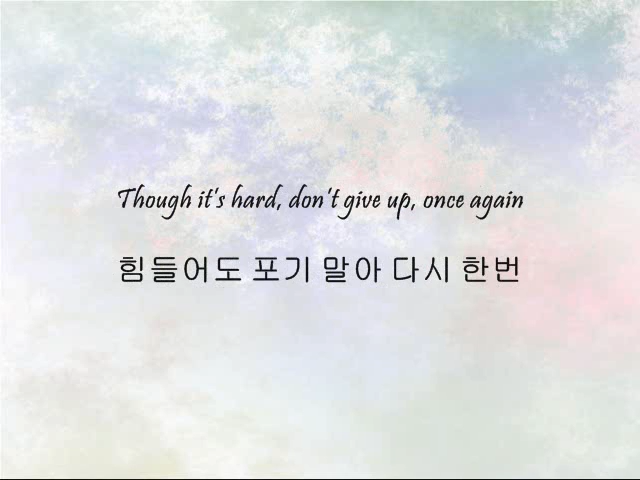 Though it's hard, don't give up, once again
힘들어도 포기 말아 다시 한번